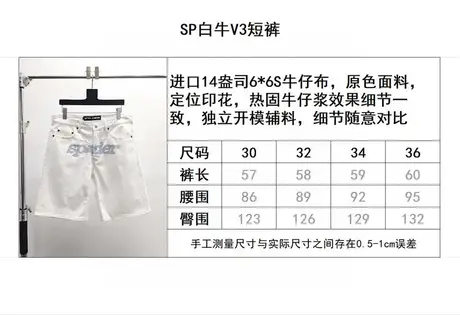 SP白牛V3短裤
进口14盎司6*6S牛仔布，原色面料，
定位印花，热固牛仔浆效果细节一
致，独立开模辅料，细节随意对比
尺码 30 32 34 36
裤长 57 58 59 60
腰围 86 89 92 95
臀围 123 126 129 132
手工测量尺寸与实际尺寸之间存在0.5-1cm误差